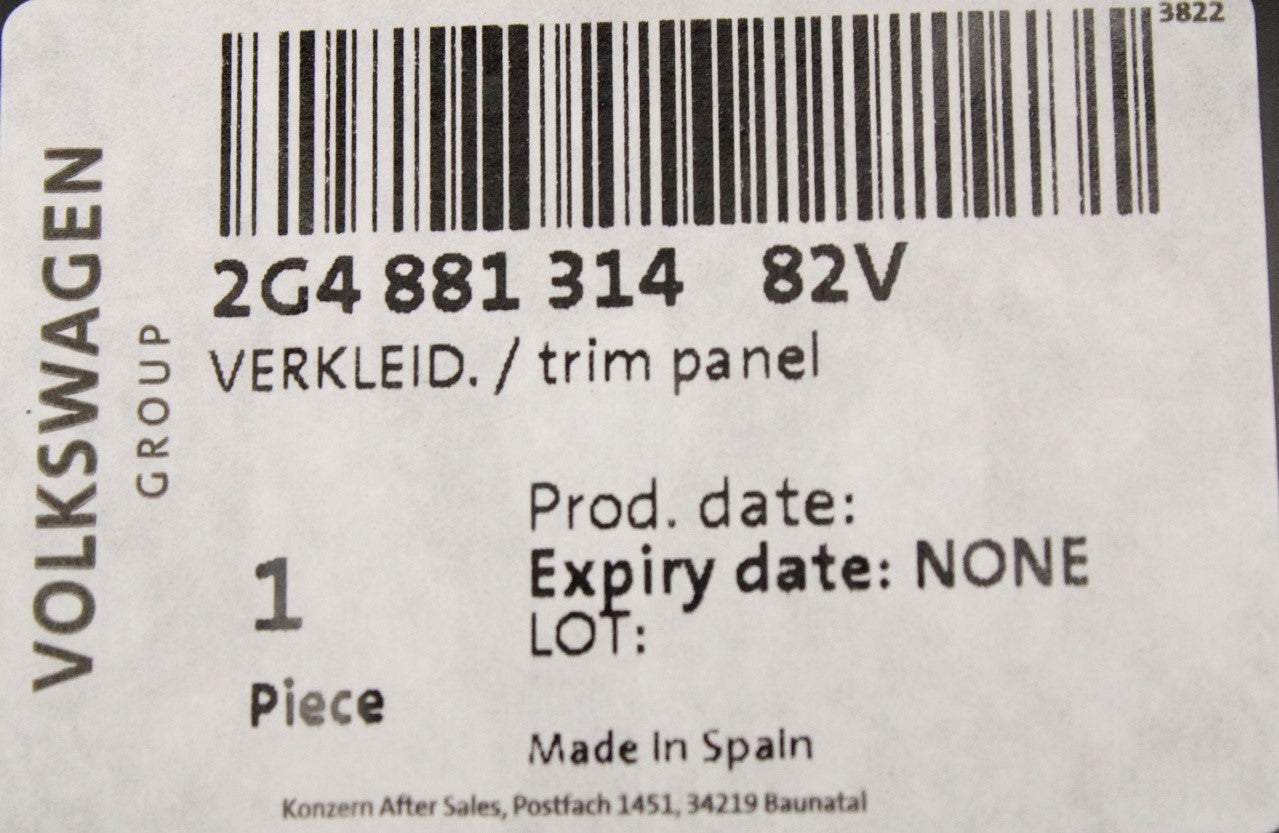 3822
2G4 881 314 82V
VERKLEID. / trim panel
VOLKSWAGEN
GROUP
Prod. date:
Expiry date: NONE
LOT:
1
Piece
Made In Spain
Konzern After Sales, Postfach 1451, 34219 Baunatal